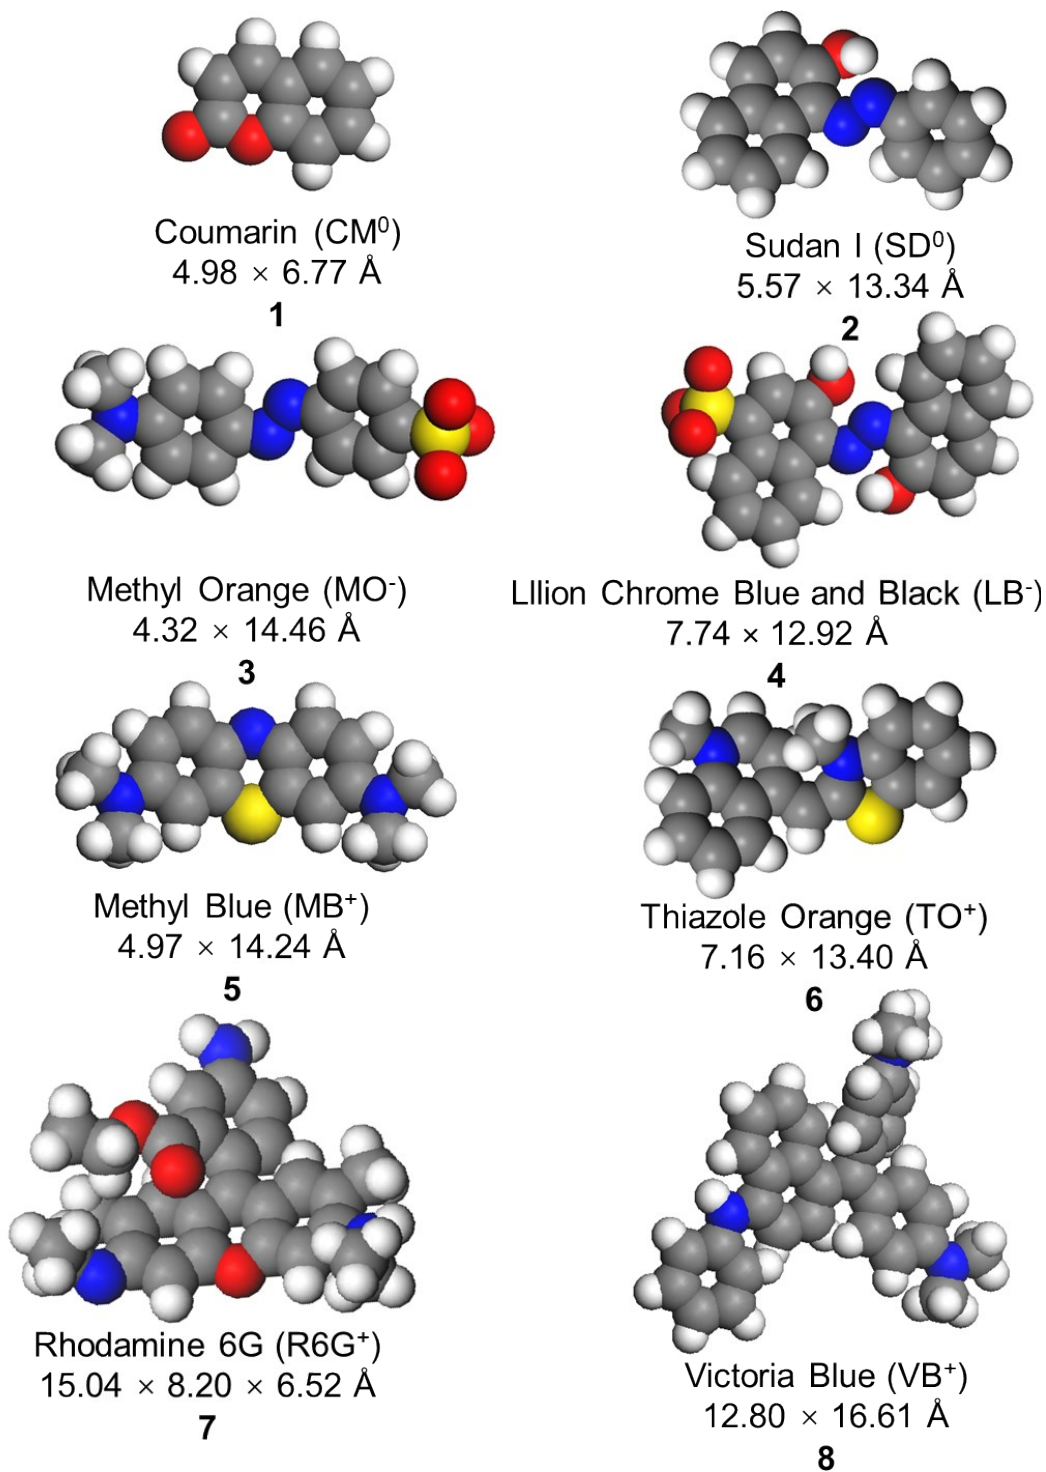 Coumarin (CM⁰)
4.98 × 6.77 Å
1
Sudan I (SD⁰)
5.57 × 13.34 Å
2
Methyl Orange (MO⁻)
4.32 × 14.46 Å
3
LIlion Chrome Blue and Black (LB⁻)
7.74 × 12.92 Å
4
Methyl Blue (MB⁺)
4.97 × 14.24 Å
5
Thiazole Orange (TO⁺)
7.16 × 13.40 Å
6
Rhodamine 6G (R6G⁺)
15.04 × 8.20 × 6.52 Å
7
Victoria Blue (VB⁺)
12.80 × 16.61 Å
8